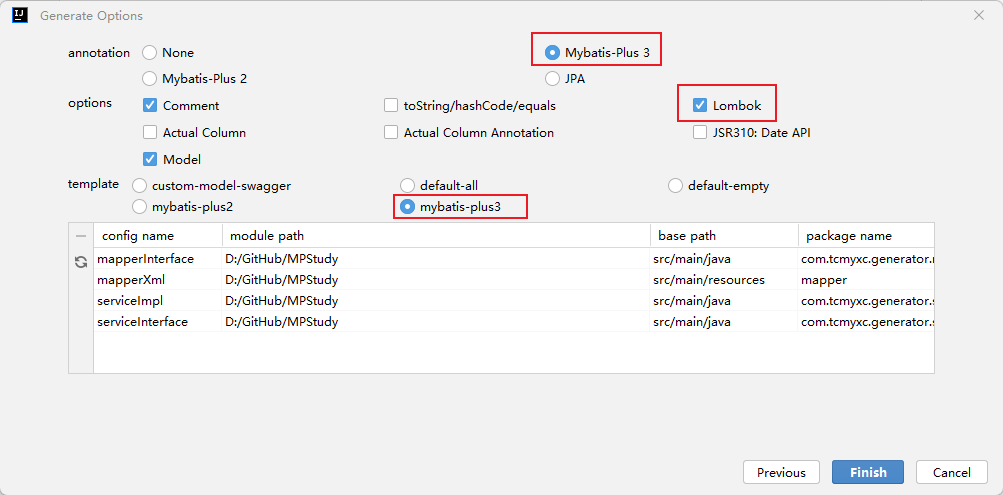 IJ Generate Options
annotation None Mybatis-Plus 3
Mybatis-Plus 2 JPA
options Comment toString/hashCode/equals Lombok
Actual Column Actual Column Annotation JSR310: Date API
Model
template custom-model-swagger default-all default-empty
mybatis-plus2 mybatis-plus3
config name module path base path package name
mapperInterface D:/GitHub/MPStudy src/main/java com.tcmyxc.generator.
mapperXml D:/GitHub/MPStudy src/main/resources mapper
serviceImpl D:/GitHub/MPStudy src/main/java com.tcmyxc.generator.s
serviceInterface D:/GitHub/MPStudy src/main/java com.tcmyxc.generator.s
Previous Finish Cancel